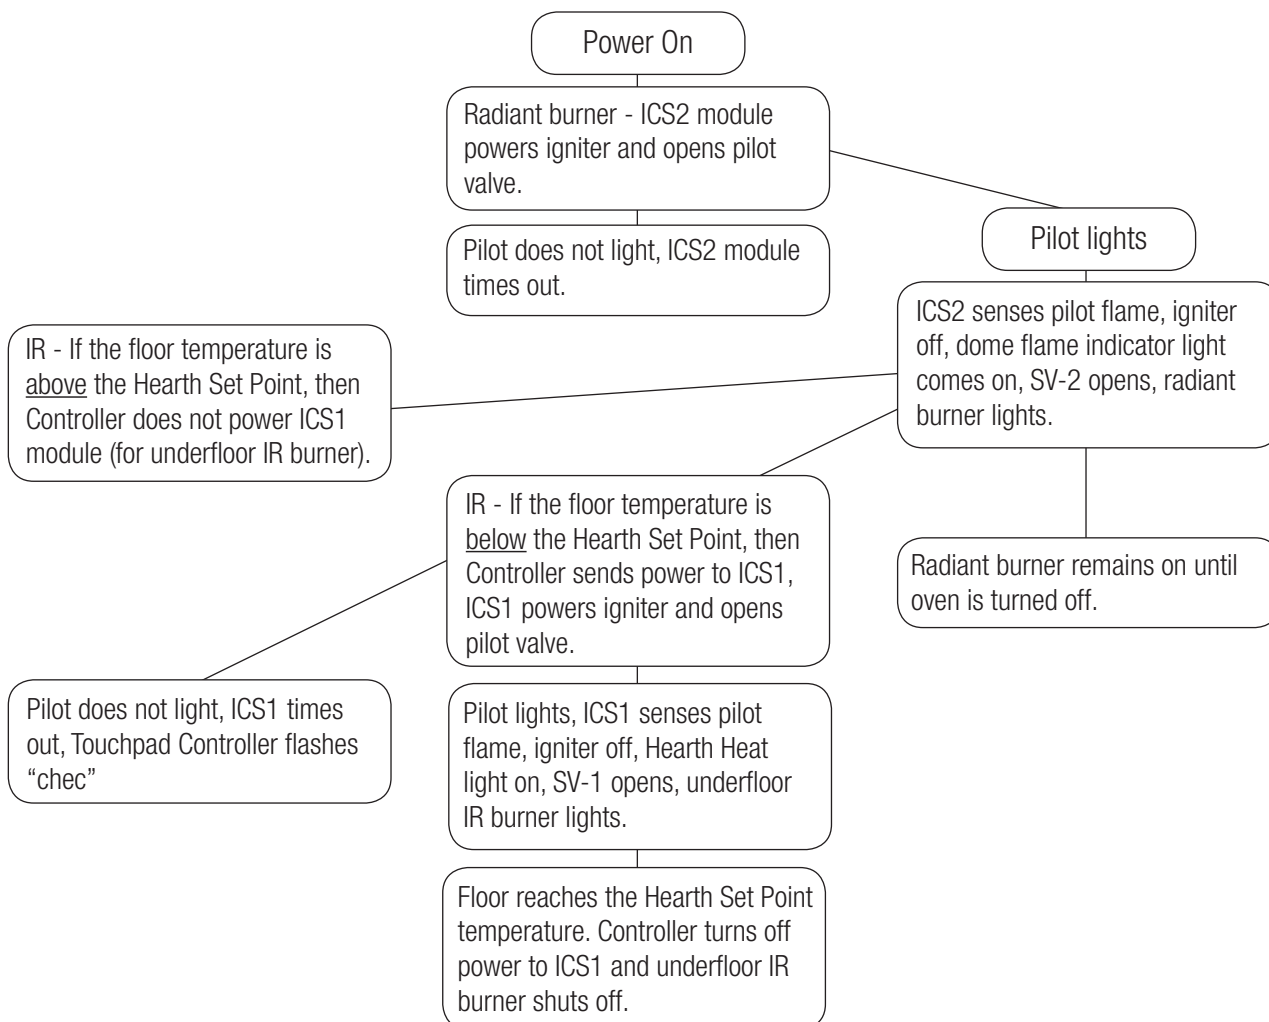 Power On
Radiant burner - ICS2 module
powers igniter and opens pilot
valve.
Pilot does not light, ICS2 module
times out.
Pilot lights
ICS2 senses pilot flame, igniter
off, dome flame indicator light
comes on, SV-2 opens, radiant
burner lights.
IR - If the floor temperature is
above the Hearth Set Point, then
Controller does not power ICS1
module (for underfloor IR burner).
IR - If the floor temperature is
below the Hearth Set Point, then
Controller sends power to ICS1,
ICS1 powers igniter and opens
pilot valve.
Radiant burner remains on until
oven is turned off.
Pilot does not light, ICS1 times
out, Touchpad Controller flashes
“chec”
Pilot lights, ICS1 senses pilot
flame, igniter off, Hearth Heat
light on, SV-1 opens, underfloor
IR burner lights.
Floor reaches the Hearth Set Point
temperature. Controller turns off
power to ICS1 and underfloor IR
burner shuts off.